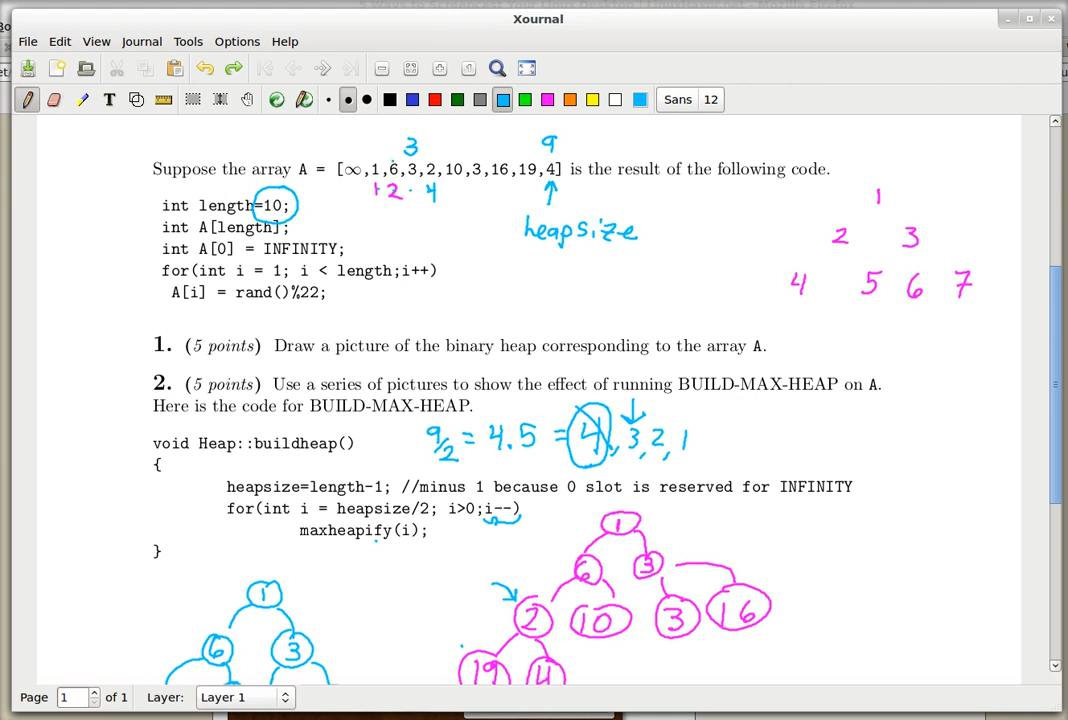 Xournal
File Edit View Journal Tools Options Help
Sans 12
3 9
Suppose the array A = [∞,1,6,3,2,10,3,16,19,4] is the result of the following code.
1 2 · 4
int length=10;
heapsize
int A[length];
int A[0] = INFINITY;
for(int i = 1; i < length;i++)
A[i] = rand()%22;
1
2 3
4 5 6 7
1. (5 points) Draw a picture of the binary heap corresponding to the array A.
2. (5 points) Use a series of pictures to show the effect of running BUILD-MAX-HEAP on A.
Here is the code for BUILD-MAX-HEAP.
9/2 = 4.5 = 4, 3, 2, 1
void Heap::buildheap()
{
heapsize=length-1; //minus 1 because 0 slot is reserved for INFINITY
for(int i = heapsize/2; i>0;i--)
maxheapify(i);
}
1
6 3
1
6 3
2 10 3 16
19 4
Page 1 of 1 Layer: Layer 1